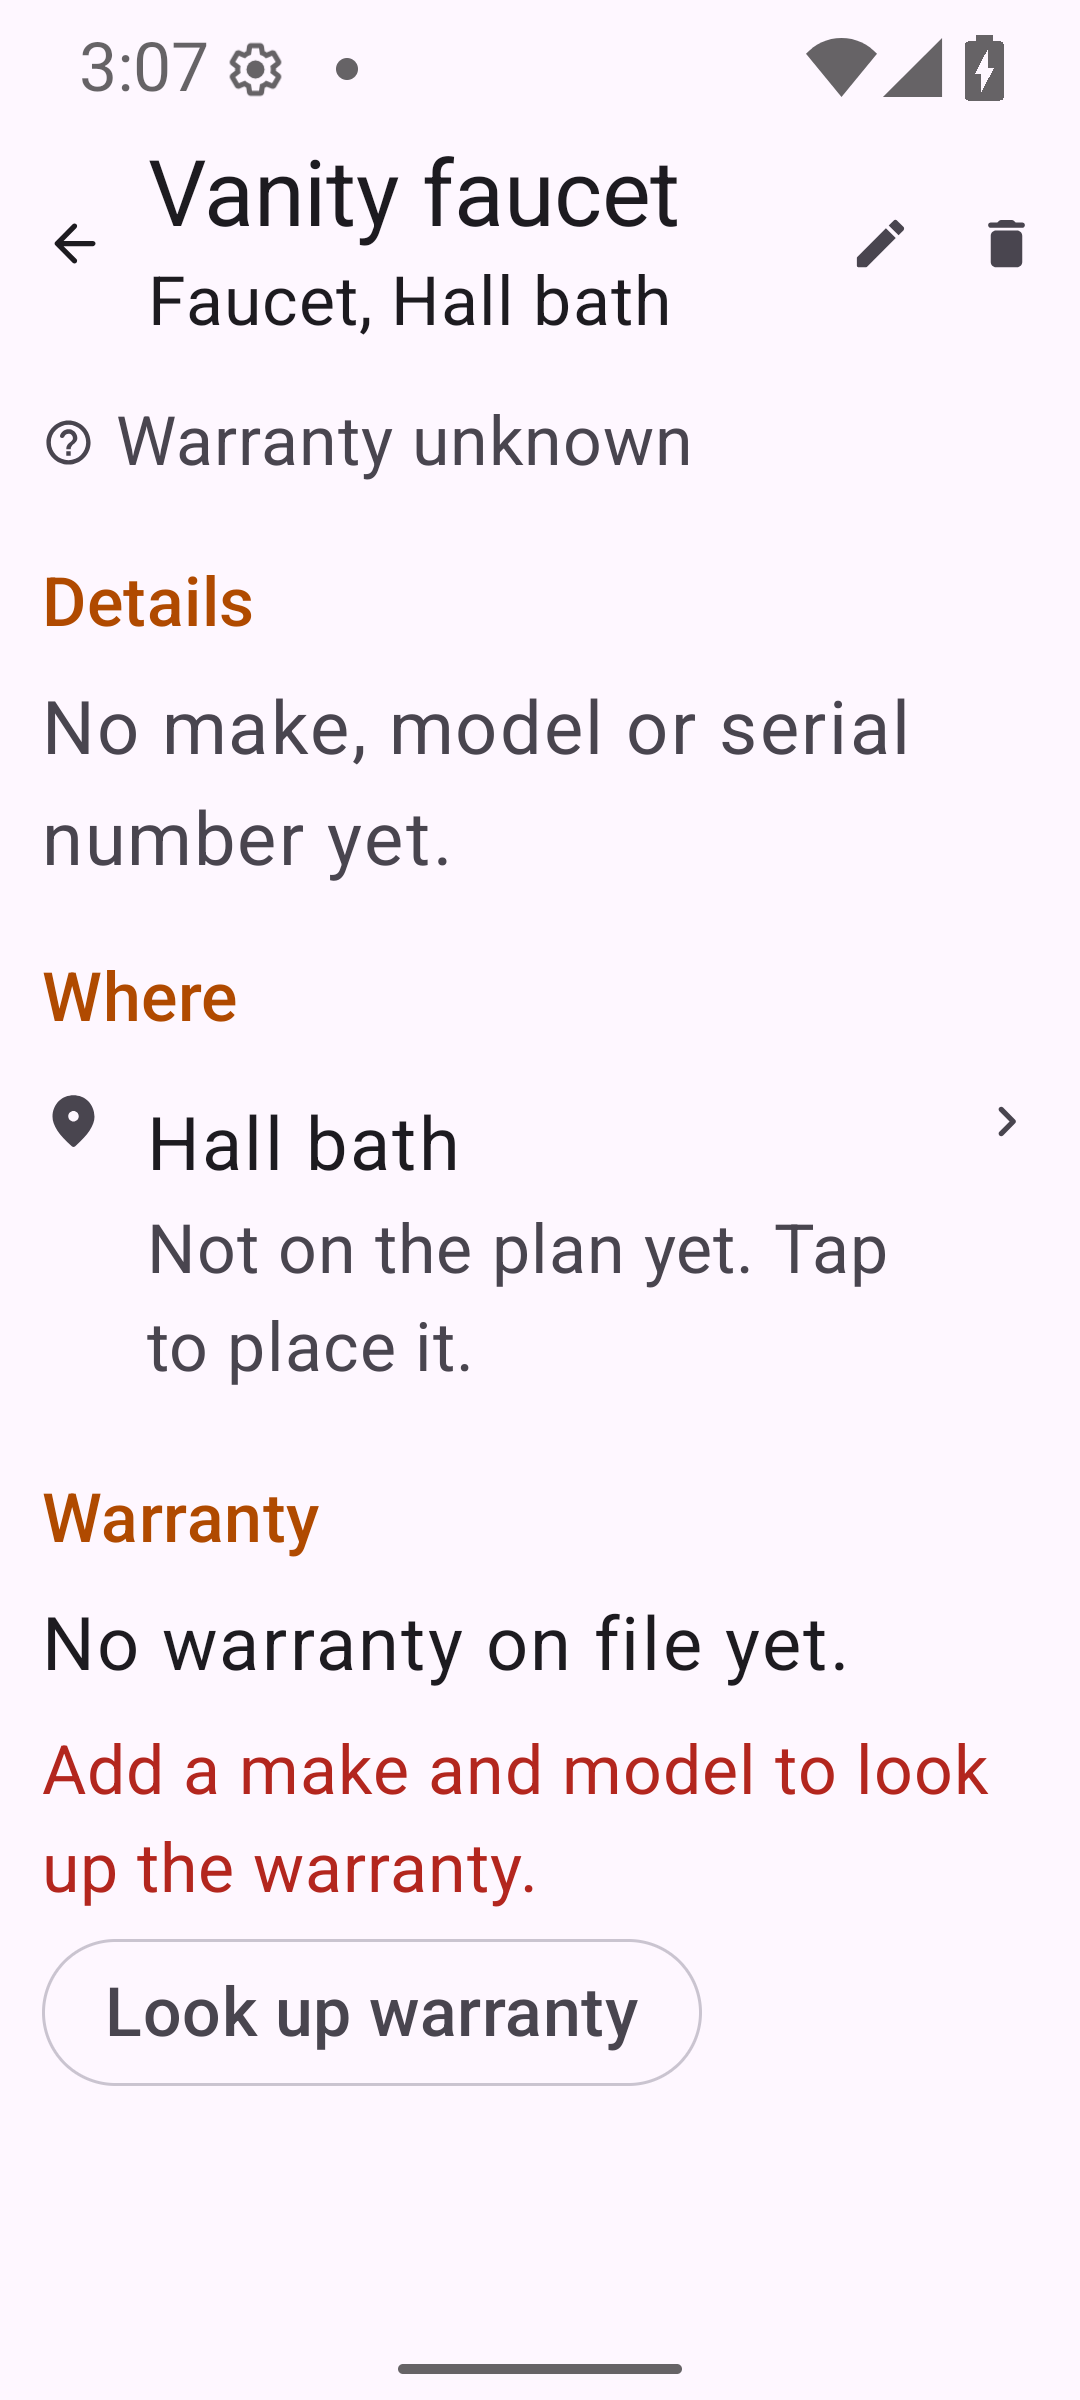 3:07
Vanity faucet
Faucet, Hall bath
Warranty unknown
Details
No make, model or serial
number yet.
Where
Hall bath
Not on the plan yet. Tap
to place it.
Warranty
No warranty on file yet.
Add a make and model to look
up the warranty.
Look up warranty